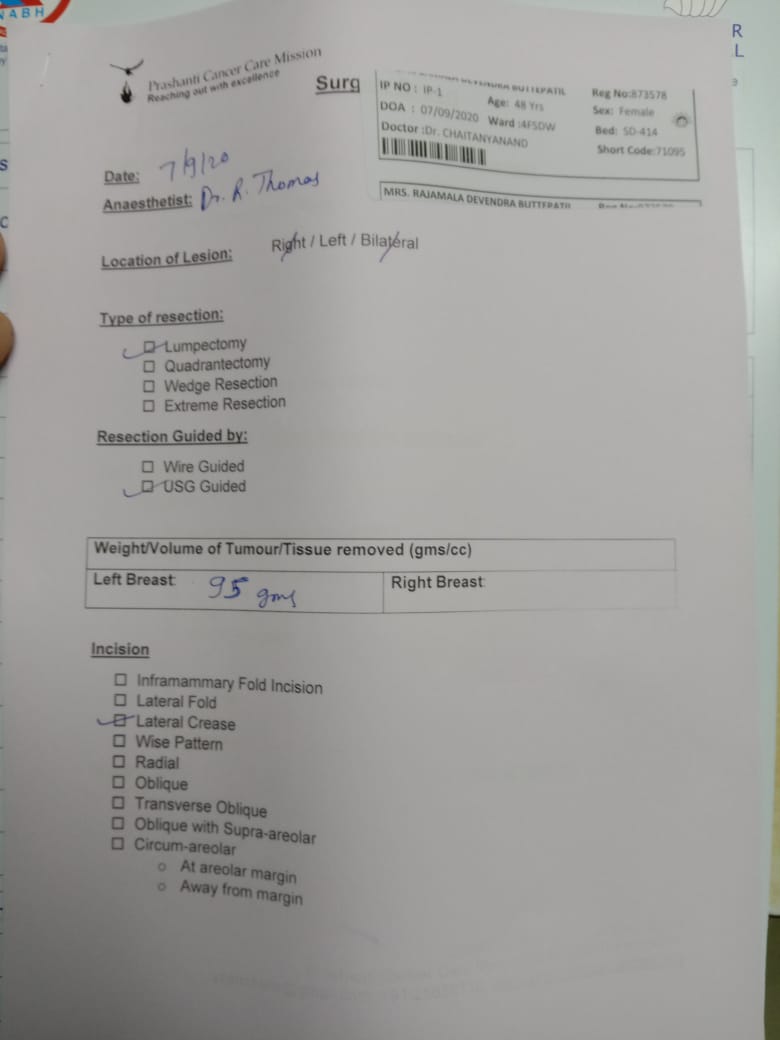 NABH
R
L
Prashanti Cancer Care Mission
Reaching out with excellence
Surg
IP NO : IP-1
Age: 48 Yrs
Reg No:873578
DOA : 07/09/2020
Ward :4FSDW
Sex: Female
Doctor :Dr. CHAITANYANAND
Bed: SD-414
Short Code:71095
MRS. RAJAMALA DEVENDRA BUTTEPATIL
Date: 7/9/20
Anaesthetist: Dr. R. Thomas
Location of Lesion: Right / Left / Bilateral
Type of resection:
Lumpectomy
Quadrantectomy
Wedge Resection
Extreme Resection
Resection Guided by:
Wire Guided
USG Guided
Weight/Volume of Tumour/Tissue removed (gms/cc)
Left Breast: 95 gms
Right Breast:
Incision
Inframammary Fold Incision
Lateral Fold
Lateral Crease
Wise Pattern
Radial
Oblique
Transverse Oblique
Oblique with Supra-areolar
Circum-areolar
At areolar margin
Away from margin